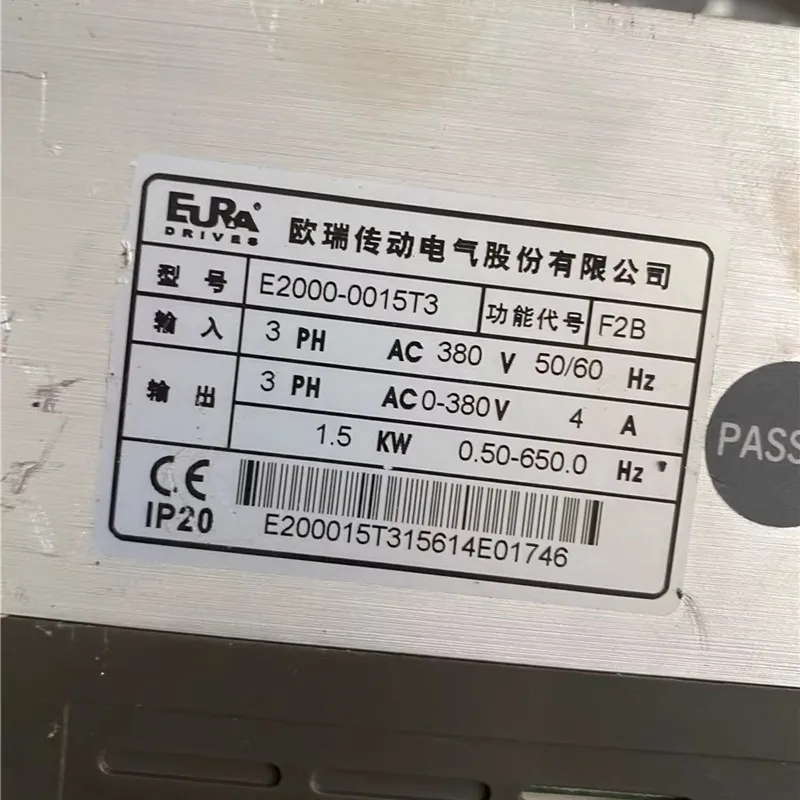 EURA® DRIVES 欧瑞传动电气股份有限公司
型号 E2000-0015T3 功能代号 F2B
输入 3 PH AC 380 V 50/60 Hz
输出 3 PH AC 0-380 V 4 A
1.5 KW 0.50-650.0 Hz
CE
IP20
E200015T315614E01746
PASS